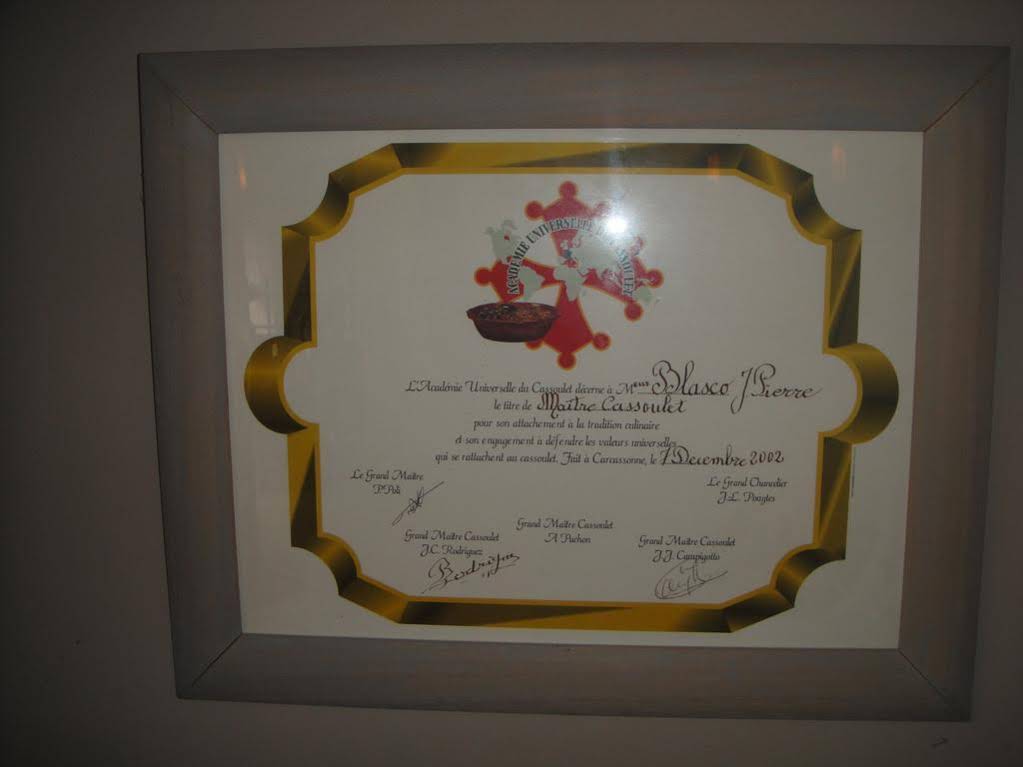 ACADÉMIE UNIVERSELLE DU CASSOULET
L'Académie Universelle du Cassoulet décerne à M Blasco J Pierre
le titre de Maître Cassoulet
pour son attachement à la tradition culinaire
et son engagement à défendre les valeurs universelles
qui se rattachent au cassoulet. Fait à Carcassonne, le 7 Decembre 2002
Le Grand Maître
P. Poli
Le Grand Chancelier
J-L.
Grand Maître Cassoulet
A Puchon
Grand Maître Cassoulet
J.C. Rodriguez
Grand Maître Cassoulet
J.J. Campigotto
Rodriguez